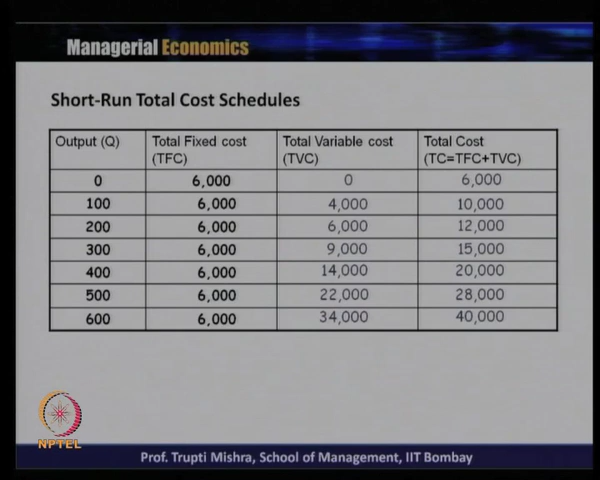 Managerial Economics
Short-Run Total Cost Schedules
Output (Q) Total Fixed cost (TFC) Total Variable cost (TVC) Total Cost (TC=TFC+TVC)
0 6,000 0 6,000
100 6,000 4,000 10,000
200 6,000 6,000 12,000
300 6,000 9,000 15,000
400 6,000 14,000 20,000
500 6,000 22,000 28,000
600 6,000 34,000 40,000
NPTEL
Prof. Trupti Mishra, School of Management, IIT Bombay